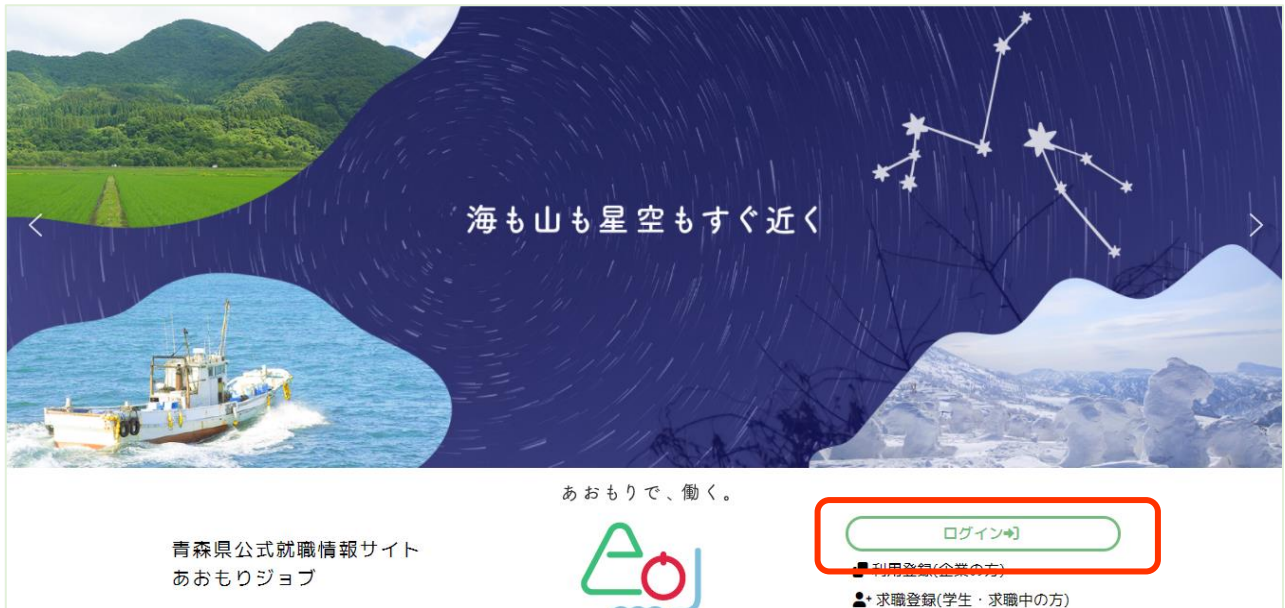 海も山も星空もすぐ近く
あおもりで、働く。
青森県公式就職情報サイト
あおもりジョブ
ログイン
利用登録(企業の方)
求職登録(学生・求職中の方)